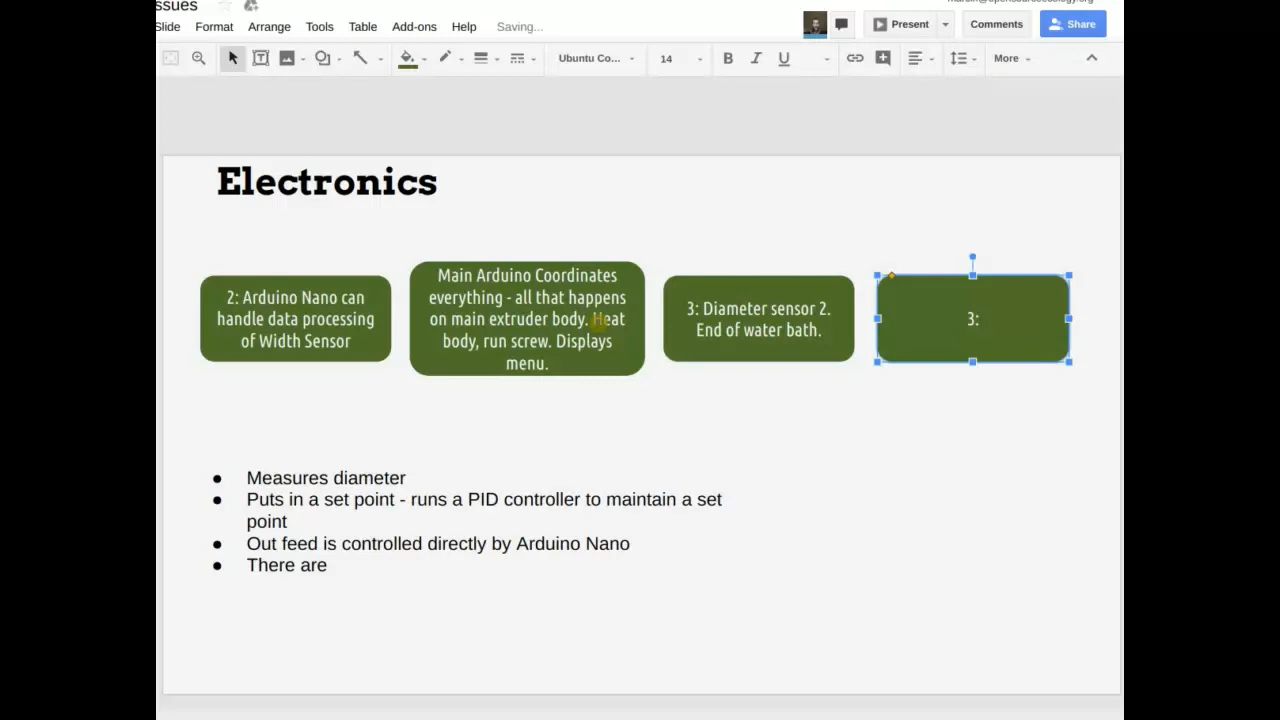 ssues
Slide Format Arrange Tools Table Add-ons Help Saving...
Present Comments Share
Ubuntu Co... 14 B I U More
Electronics
2: Arduino Nano can
handle data processing
of Width Sensor
Main Arduino Coordinates
everything - all that happens
on main extruder body. Heat
body, run screw. Displays
menu.
3: Diameter sensor 2.
End of water bath.
3:
● Measures diameter
● Puts in a set point - runs a PID controller to maintain a set
point
● Out feed is controlled directly by Arduino Nano
● There are